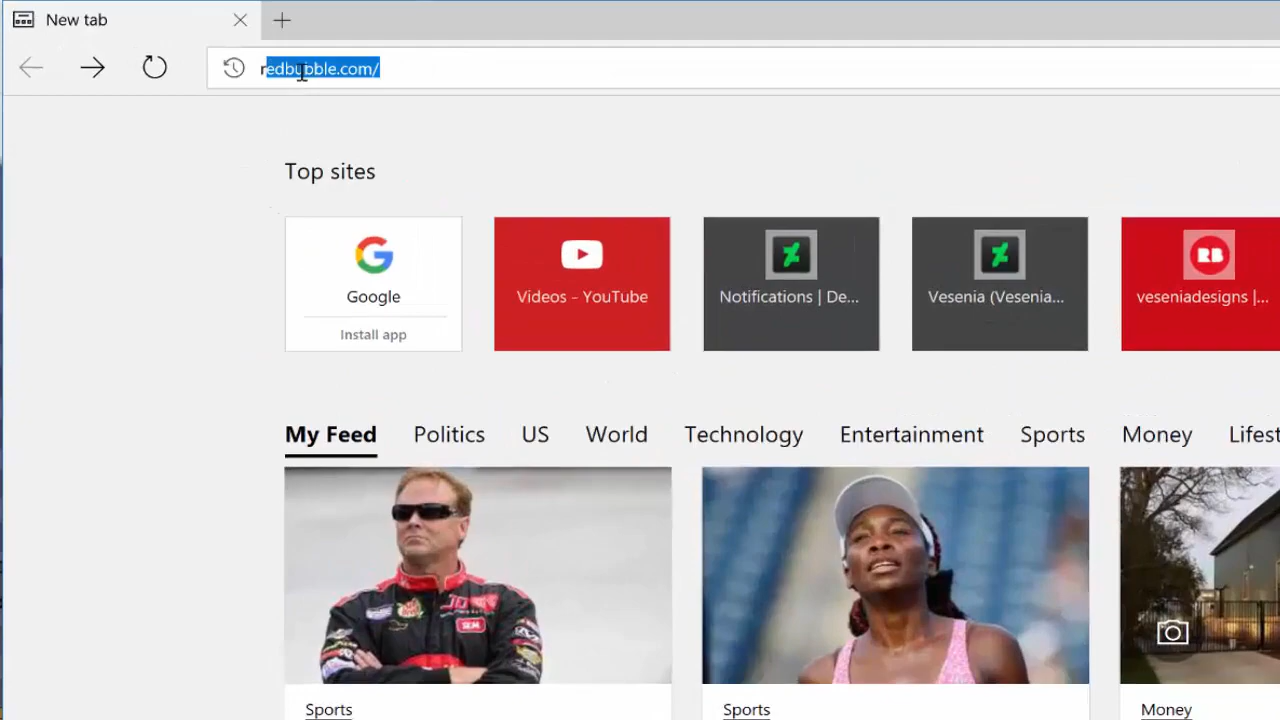 New tab
redbubble.com/
Top sites
Google
Install app
Videos - YouTube
Notifications | De...
Vesenia (Vesenia...
RB
veseniadesigns |...
My Feed Politics US World Technology Entertainment Sports Money Lifest
Sports
Sports
Money